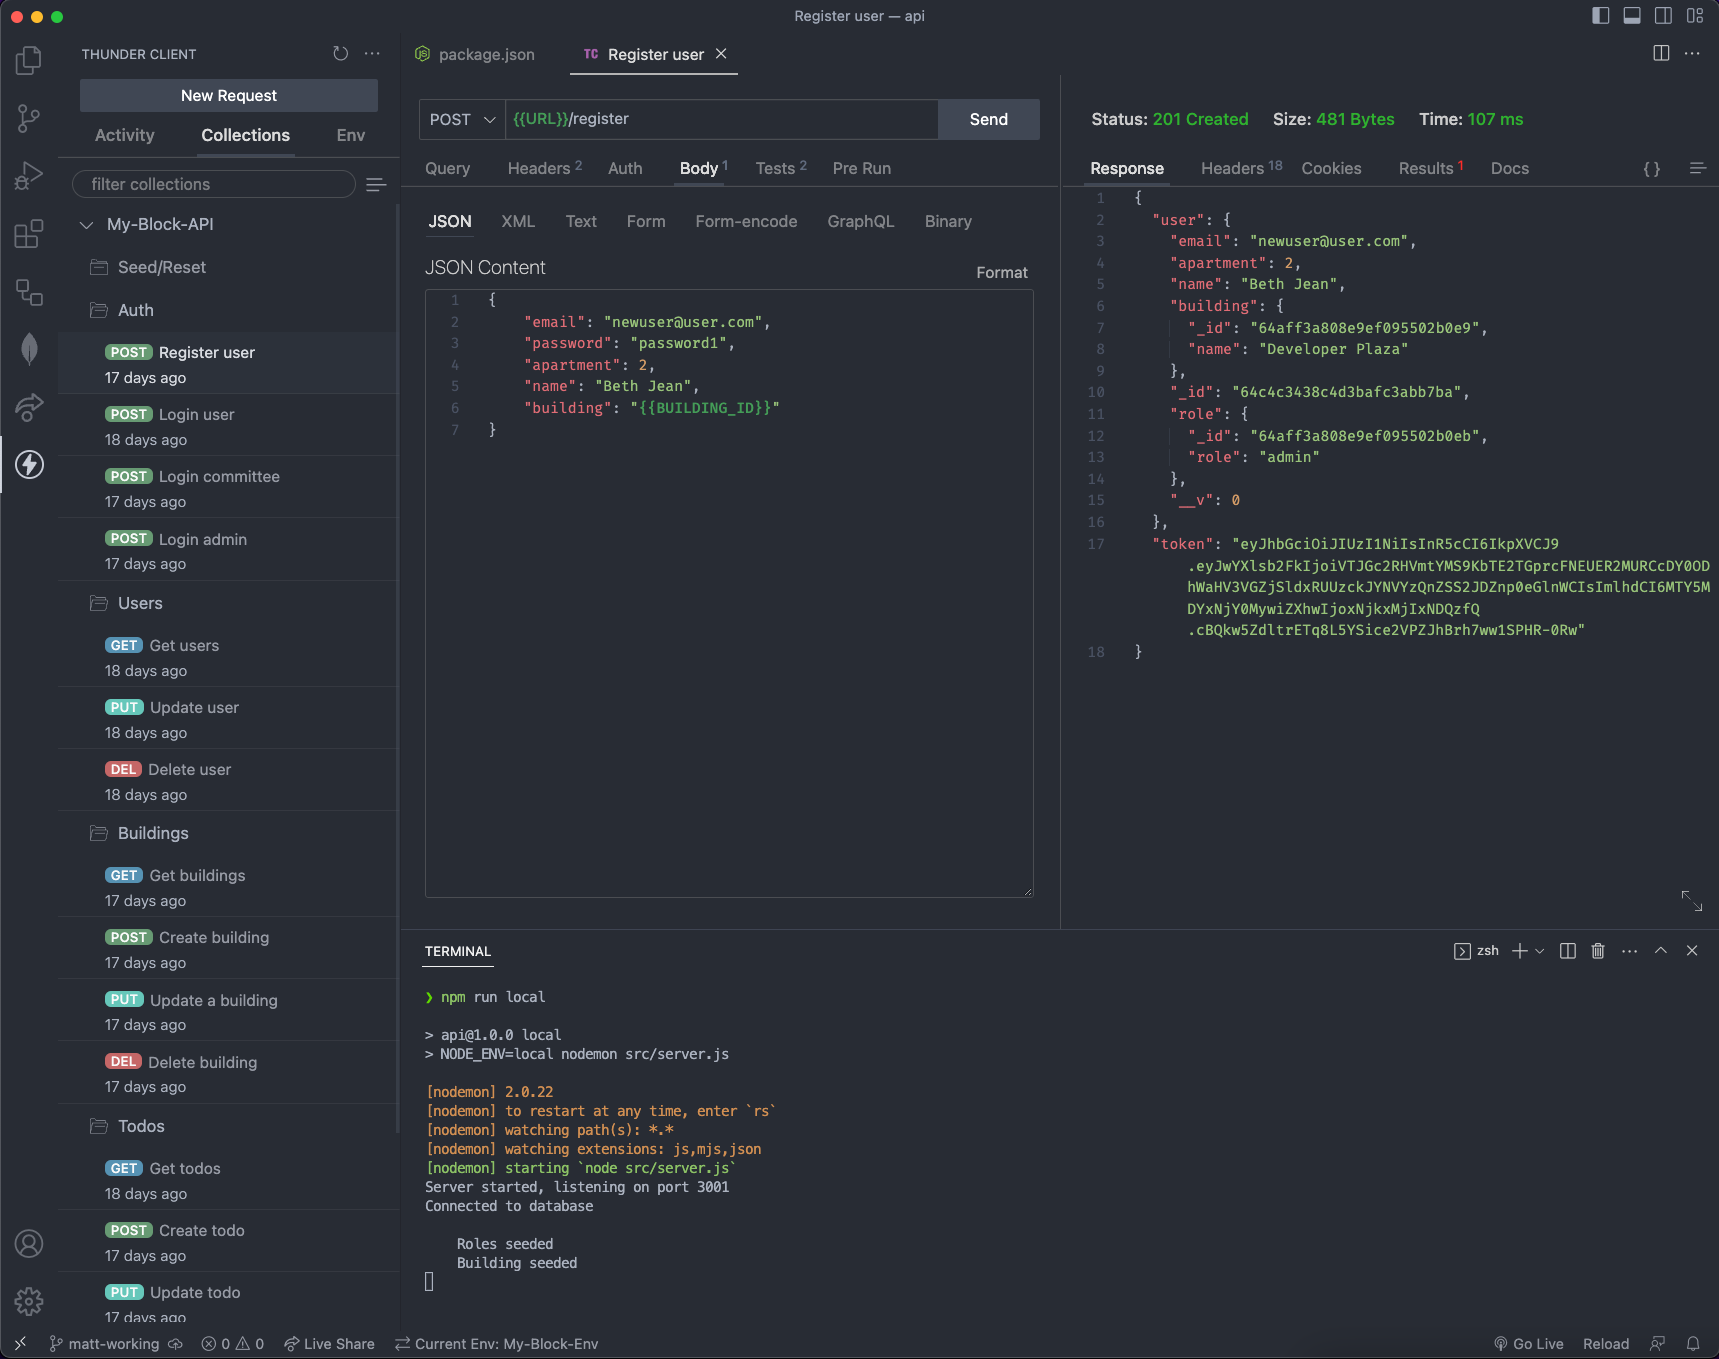 Register user — api
THUNDER CLIENT
New Request
Activity
Collections
Env
filter collections
My-Block-API
Seed/Reset
Auth
POST Register user
17 days ago
POST Login user
18 days ago
POST Login committee
17 days ago
POST Login admin
17 days ago
Users
GET Get users
18 days ago
PUT Update user
18 days ago
DEL Delete user
18 days ago
Buildings
GET Get buildings
17 days ago
POST Create building
17 days ago
PUT Update a building
17 days ago
DEL Delete building
17 days ago
Todos
GET Get todos
18 days ago
POST Create todo
17 days ago
PUT Update todo
17 days ago
package.json
TC Register user
POST {{URL}}/register Send
Query Headers 2 Auth Body 1 Tests 2 Pre Run
JSON XML Text Form Form-encode GraphQL Binary
JSON Content
Format
1 {
2 "email": "newuser@user.com",
3 "password": "password1",
4 "apartment": 2,
5 "name": "Beth Jean",
6 "building": "{{BUILDING_ID}}"
7 }
Status: 201 Created Size: 481 Bytes Time: 107 ms
Response Headers 18 Cookies Results 1 Docs { }
1 {
2 "user": {
3 "email": "newuser@user.com",
4 "apartment": 2,
5 "name": "Beth Jean",
6 "building": {
7 "_id": "64aff3a808e9ef095502b0e9",
8 "name": "Developer Plaza"
9 },
10 "_id": "64c4c3438c4d3bafc3abb7ba",
11 "role": {
12 "_id": "64aff3a808e9ef095502b0eb",
13 "role": "admin"
14 },
15 "__v": 0
16 },
17 "token": "eyJhbGciOiJIUzI1NiIsInR5cCI6IkpXVCJ9
.eyJwYXlsb2FkIjoiVTJGc2RHVmtYMS9KbTE2TGprcFNEUER2MURCcDY0OD
hWaHV3VGZjSldxRUUzckJYNVYzQnZSS2JDZnp0eGlnWCIsImlhdCI6MTY5M
DYxNjY0MywiZXhwIjoxNjkxMjIxNDQzfQ
.cBQkw5ZdltrETq8L5YSice2VPZJhBrh7ww1SPHR-0Rw"
18 }
TERMINAL
zsh
❯ npm run local
> api@1.0.0 local
> NODE_ENV=local nodemon src/server.js
[nodemon] 2.0.22
[nodemon] to restart at any time, enter `rs`
[nodemon] watching path(s): *.*
[nodemon] watching extensions: js,mjs,json
[nodemon] starting `node src/server.js`
Server started, listening on port 3001
Connected to database
Roles seeded
Building seeded
matt-working 0 0 Live Share Current Env: My-Block-Env
Go Live Reload